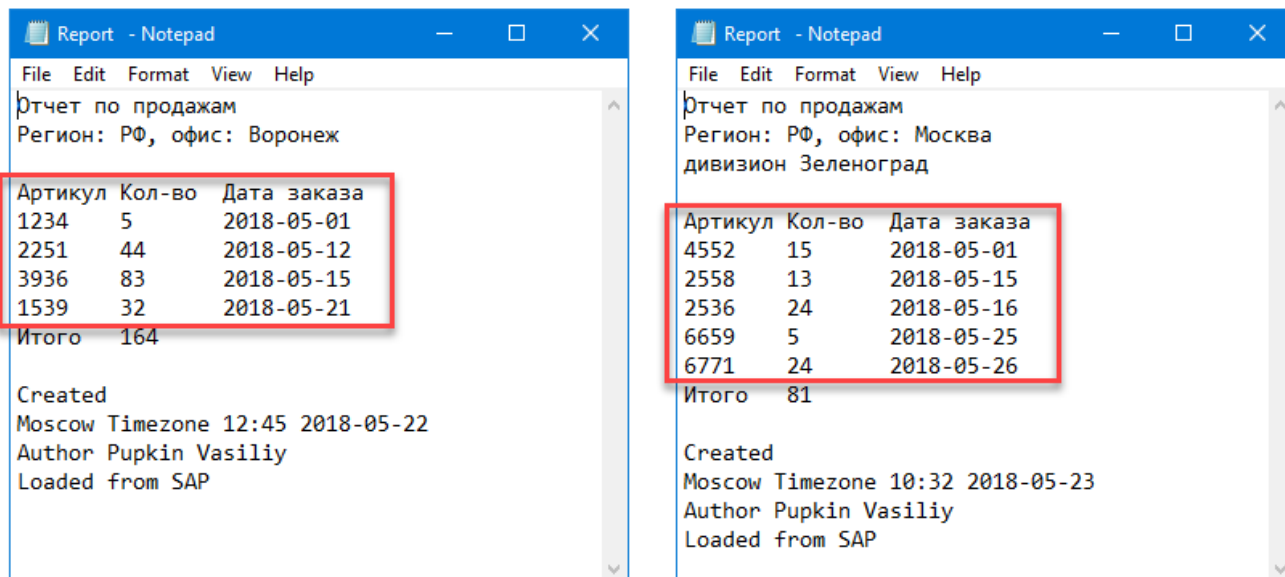 Report - Notepad
File Edit Format View Help
Отчет по продажам
Регион: РФ, офис: Воронеж
Артикул Кол-во Дата заказа
1234 5 2018-05-01
2251 44 2018-05-12
3936 83 2018-05-15
1539 32 2018-05-21
Итого 164
Created
Moscow Timezone 12:45 2018-05-22
Author Pupkin Vasiliy
Loaded from SAP
Report - Notepad
File Edit Format View Help
Отчет по продажам
Регион: РФ, офис: Москва
дивизион Зеленоград
Артикул Кол-во Дата заказа
4552 15 2018-05-01
2558 13 2018-05-15
2536 24 2018-05-16
6659 5 2018-05-25
6771 24 2018-05-26
Итого 81
Created
Moscow Timezone 10:32 2018-05-23
Author Pupkin Vasiliy
Loaded from SAP